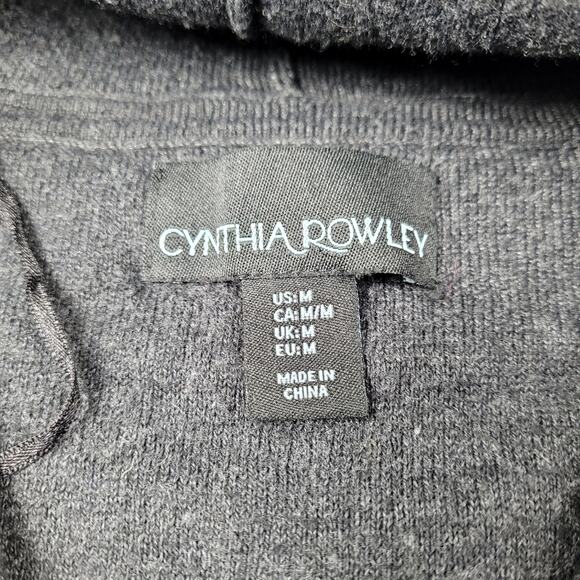 CYNTHIA ROWLEY
US: M
CA: M/M
UK: M
EU: M
MADE IN
CHINA